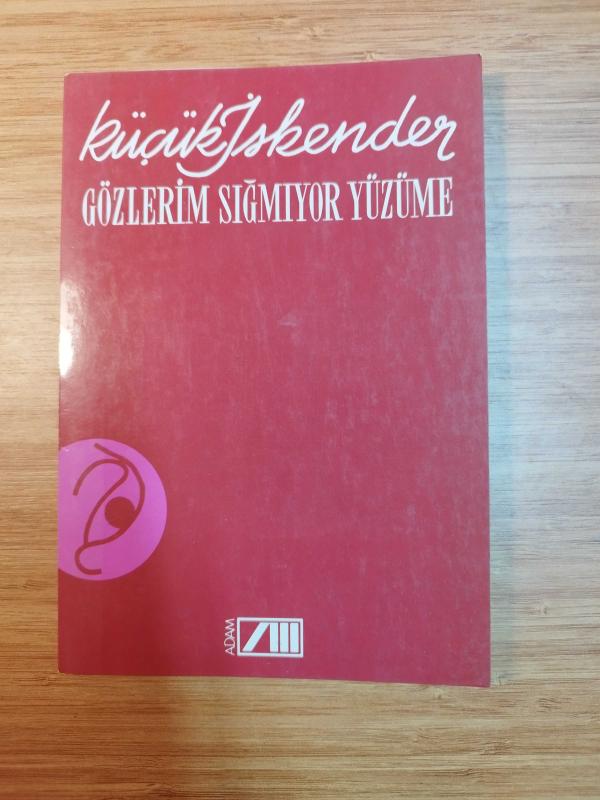 küçük İskender
GÖZLERİM SIĞMIYOR YÜZÜME
ADAM